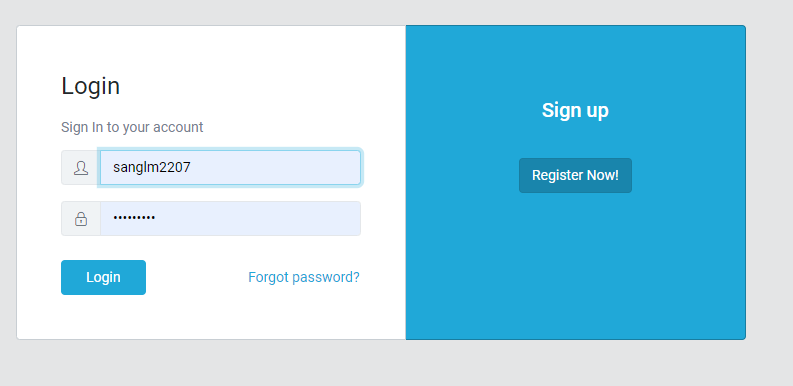 Login
Sign In to your account
sanglm2207
•••••••••
Login
Forgot password?
Sign up
Register Now!